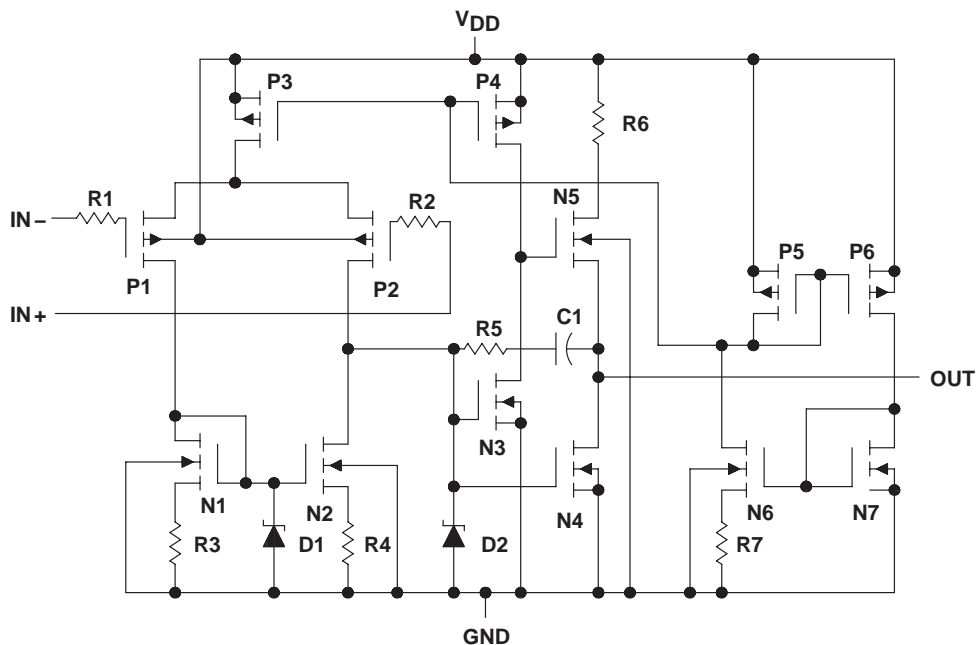 VDD
P3
P4
R6
R1
R2
N5
IN−
P1
P2
P5
P6
IN+
R5
C1
OUT
N3
N1
N2
N4
N6
N7
R3
D1
R4
D2
R7
GND